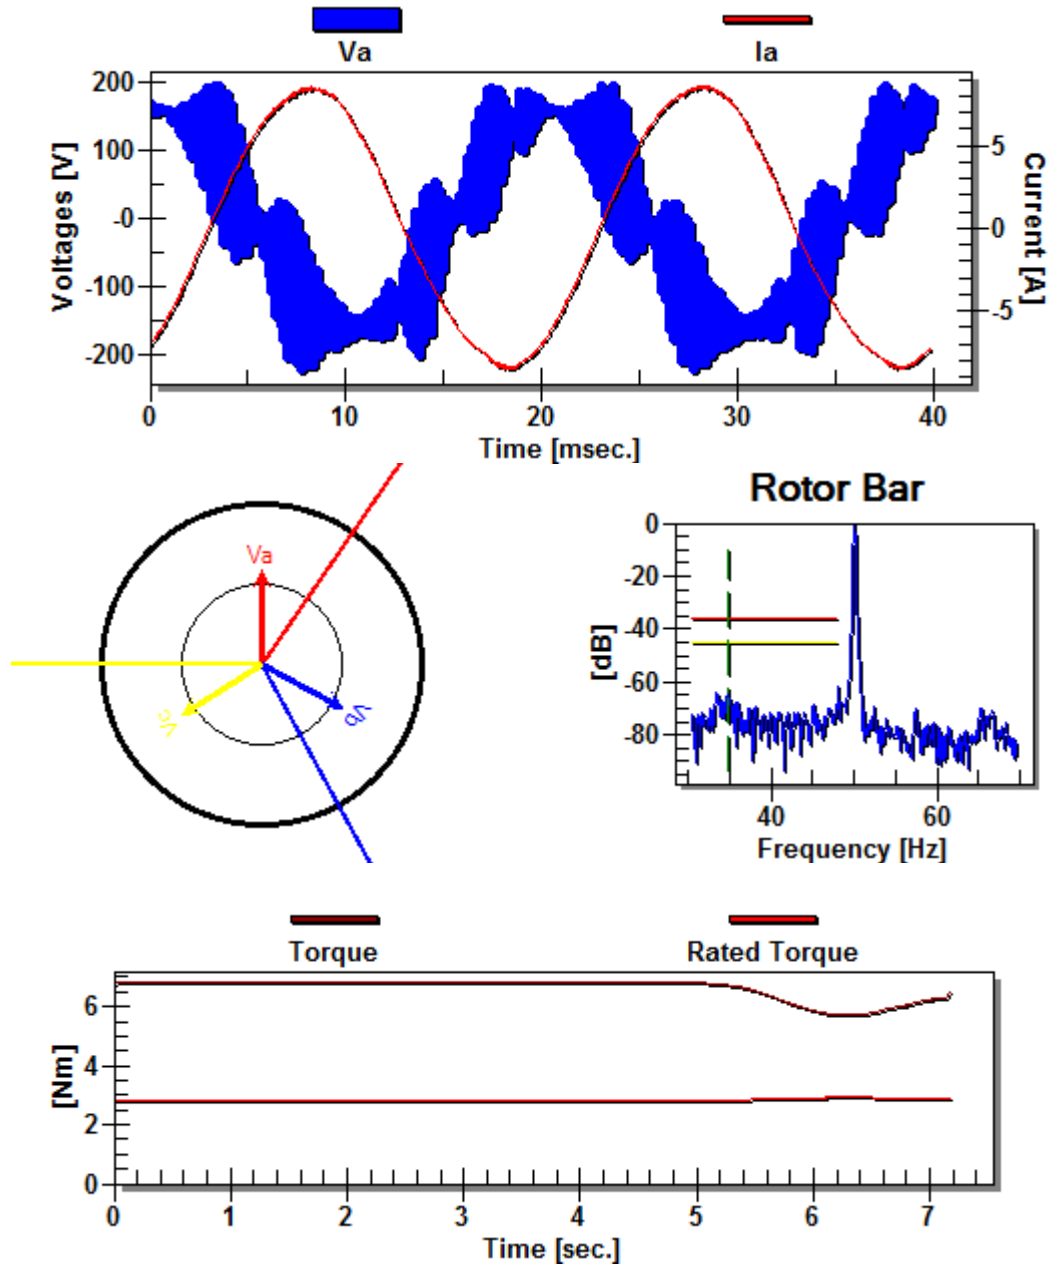 Va Ia
200
100
-0
-100
-200
Voltages [V]
5
0
-5
Current [A]
0 10 20 30 40
Time [msec.]
Va
Vb
Vc
Rotor Bar
0
-20
-40
-60
-80
[dB]
40 60
Frequency [Hz]
Torque Rated Torque
6
4
2
0
[Nm]
0 1 2 3 4 5 6 7
Time [sec.]